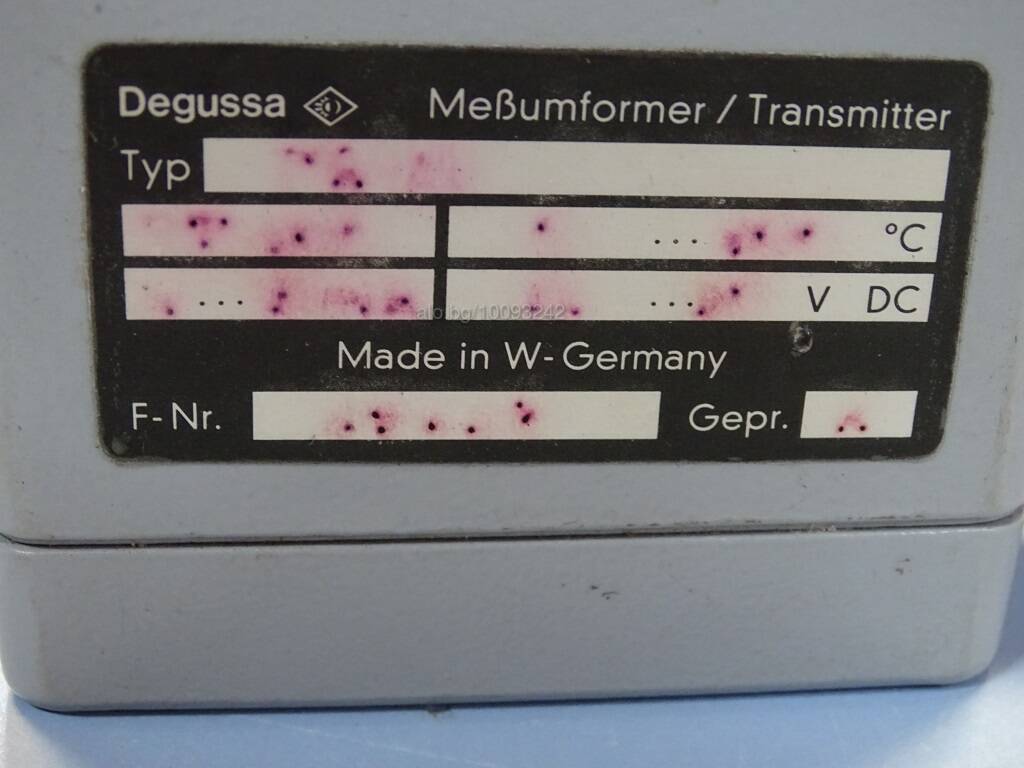 Degussa Meßumformer / Transmitter
Typ
... °C
... ... V DC
alo.bg/10093242
Made in W-Germany
F-Nr. Gepr.